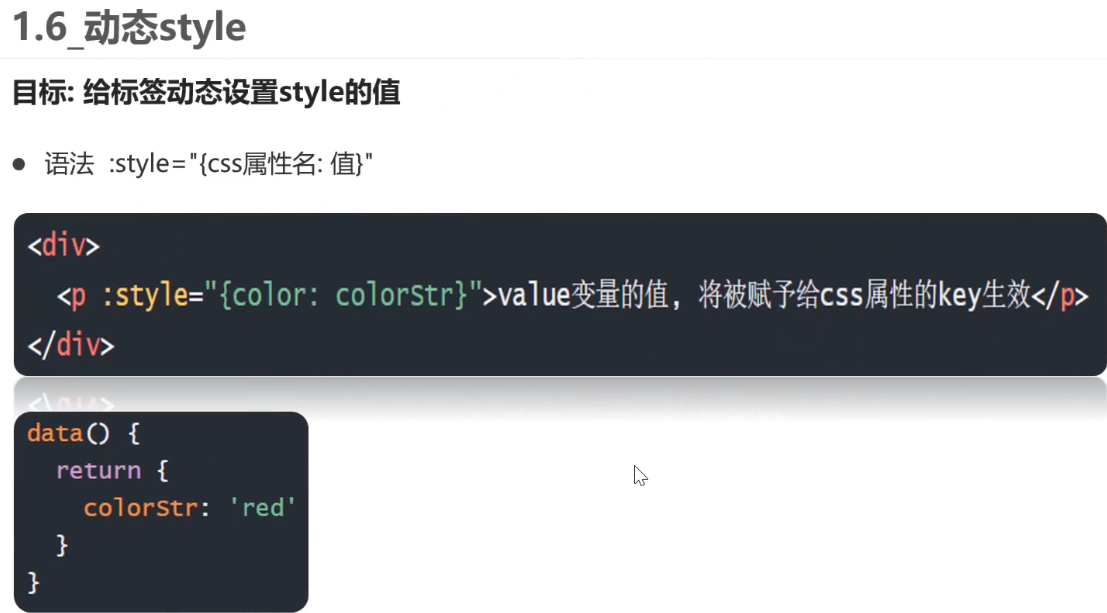 1.6_动态style
目标: 给标签动态设置style的值
● 语法 :style="{css属性名: 值}"
<div>
<p :style="{color: colorStr}">value变量的值，将被赋予给css属性的key生效</p>
</div>
data() {
return {
colorStr: 'red'
}
}